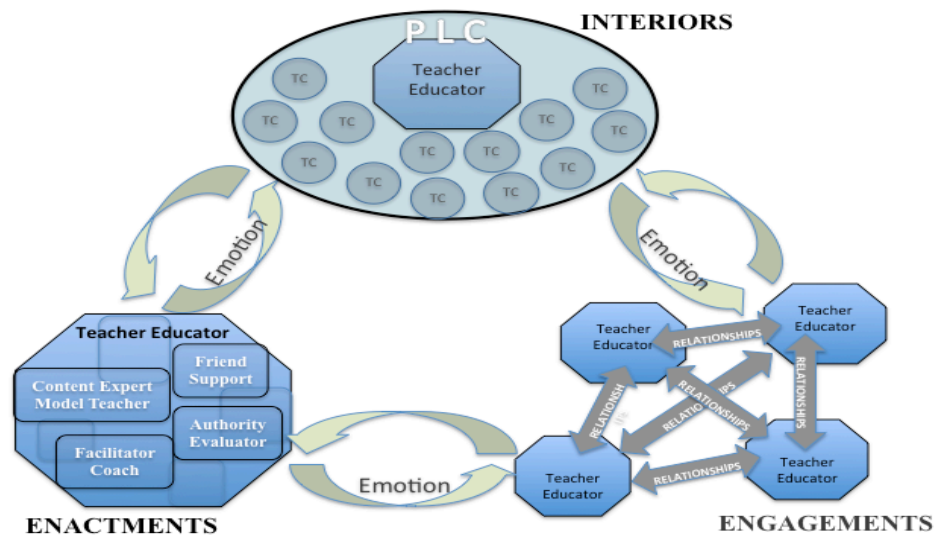 INTERIORS
PLC
Teacher
Educator
TC
TC
TC
TC
TC
TC
TC
TC
TC
TC
TC
TC
TC
Emotion
Emotion
Teacher Educator
Friend
Support
Content Expert
Model Teacher
Authority
Evaluator
Facilitator
Coach
ENACTMENTS
Emotion
Teacher
Educator
RELATIONSHIPS
Teacher
Educator
RELATIONSH
RELATIONSHIPS
RELATIONSHIPS
RELATIONSHIPS
Teacher
Educator
RELATIONSHIPS
Teacher
Educator
ENGAGEMENTS